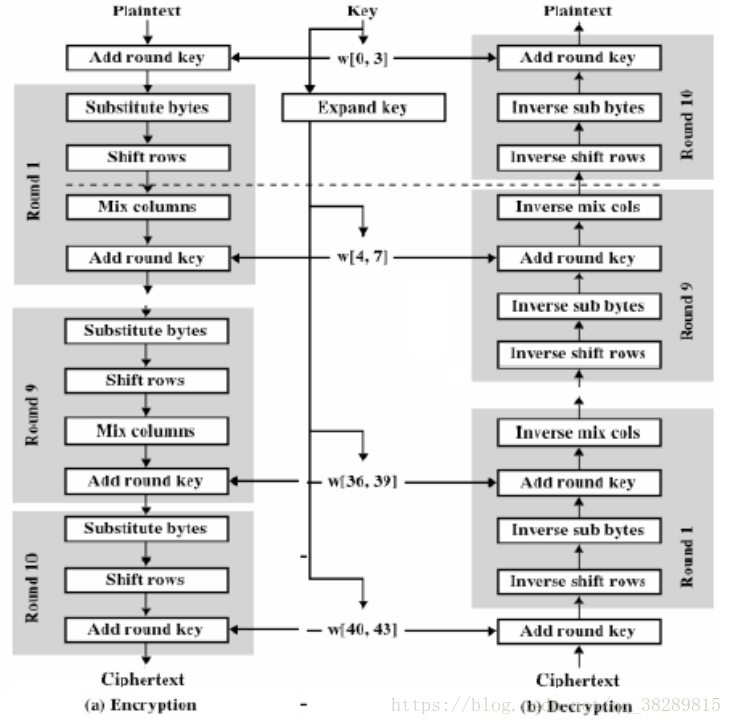 Plaintext
Add round key
Round 1
Substitute bytes
Shift rows
Mix columns
Add round key
Round 9
Substitute bytes
Shift rows
Mix columns
Add round key
Round 10
Substitute bytes
Shift rows
Add round key
Ciphertext
(a) Encryption
Key
w[0, 3]
Expand key
w[4, 7]
w[36, 39]
w[40, 43]
Plaintext
Add round key
Inverse sub bytes
Inverse shift rows
Round 10
Inverse mix cols
Add round key
Inverse sub bytes
Inverse shift rows
Round 9
Inverse mix cols
Add round key
Inverse sub bytes
Inverse shift rows
Round 1
Add round key
Ciphertext
(b) Decryption